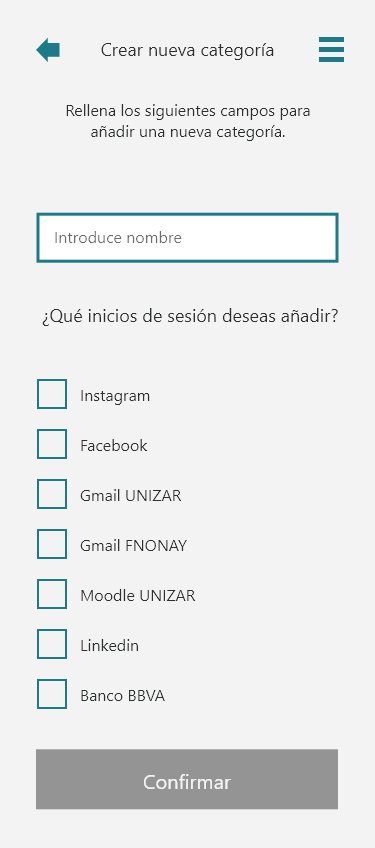 Crear nueva categoría
Rellena los siguientes campos para
añadir una nueva categoría.
Introduce nombre
¿Qué inicios de sesión deseas añadir?
Instagram
Facebook
Gmail UNIZAR
Gmail FNONAY
Moodle UNIZAR
Linkedin
Banco BBVA
Confirmar